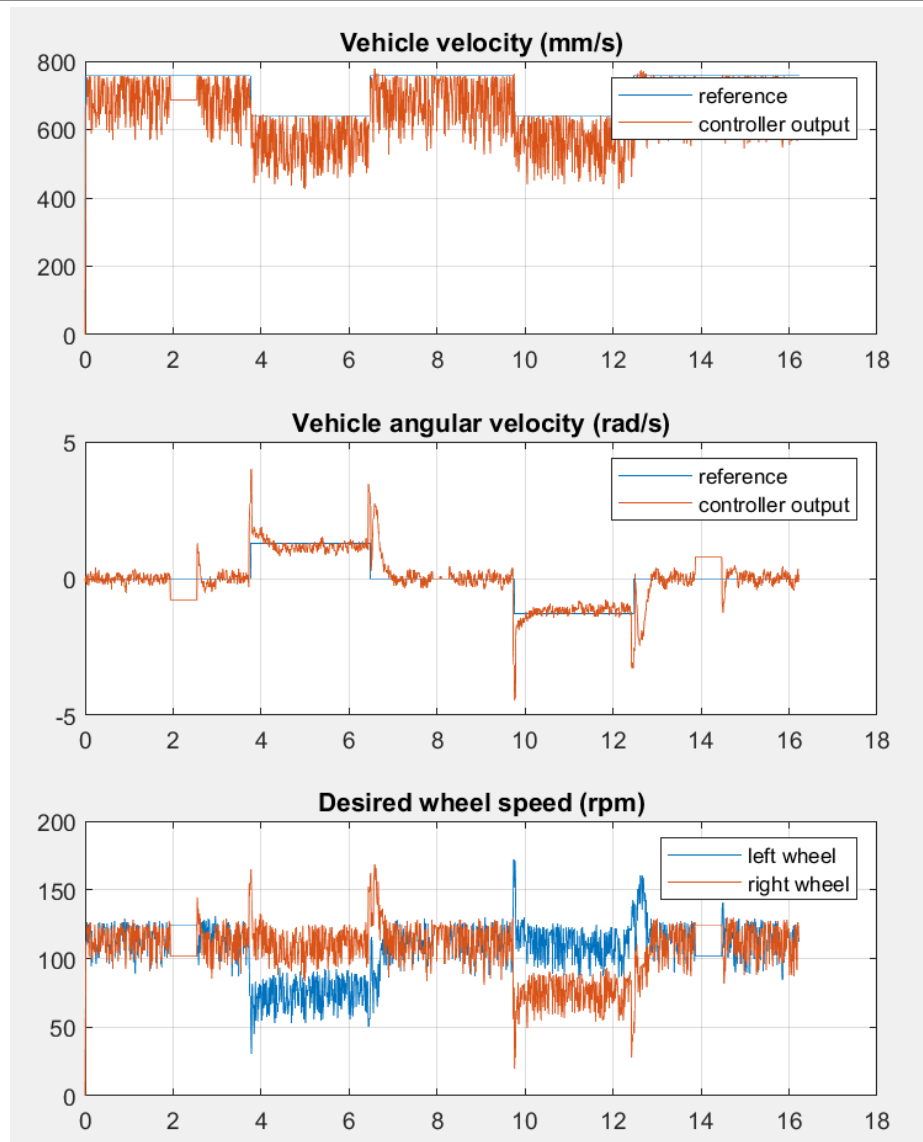 Vehicle velocity (mm/s)
800
reference
controller output
600
400
200
0
0 2 4 6 8 10 12 14 16 18
Vehicle angular velocity (rad/s)
5
reference
controller output
0
-5
0 2 4 6 8 10 12 14 16 18
Desired wheel speed (rpm)
200
left wheel
right wheel
150
100
50
0
0 2 4 6 8 10 12 14 16 18